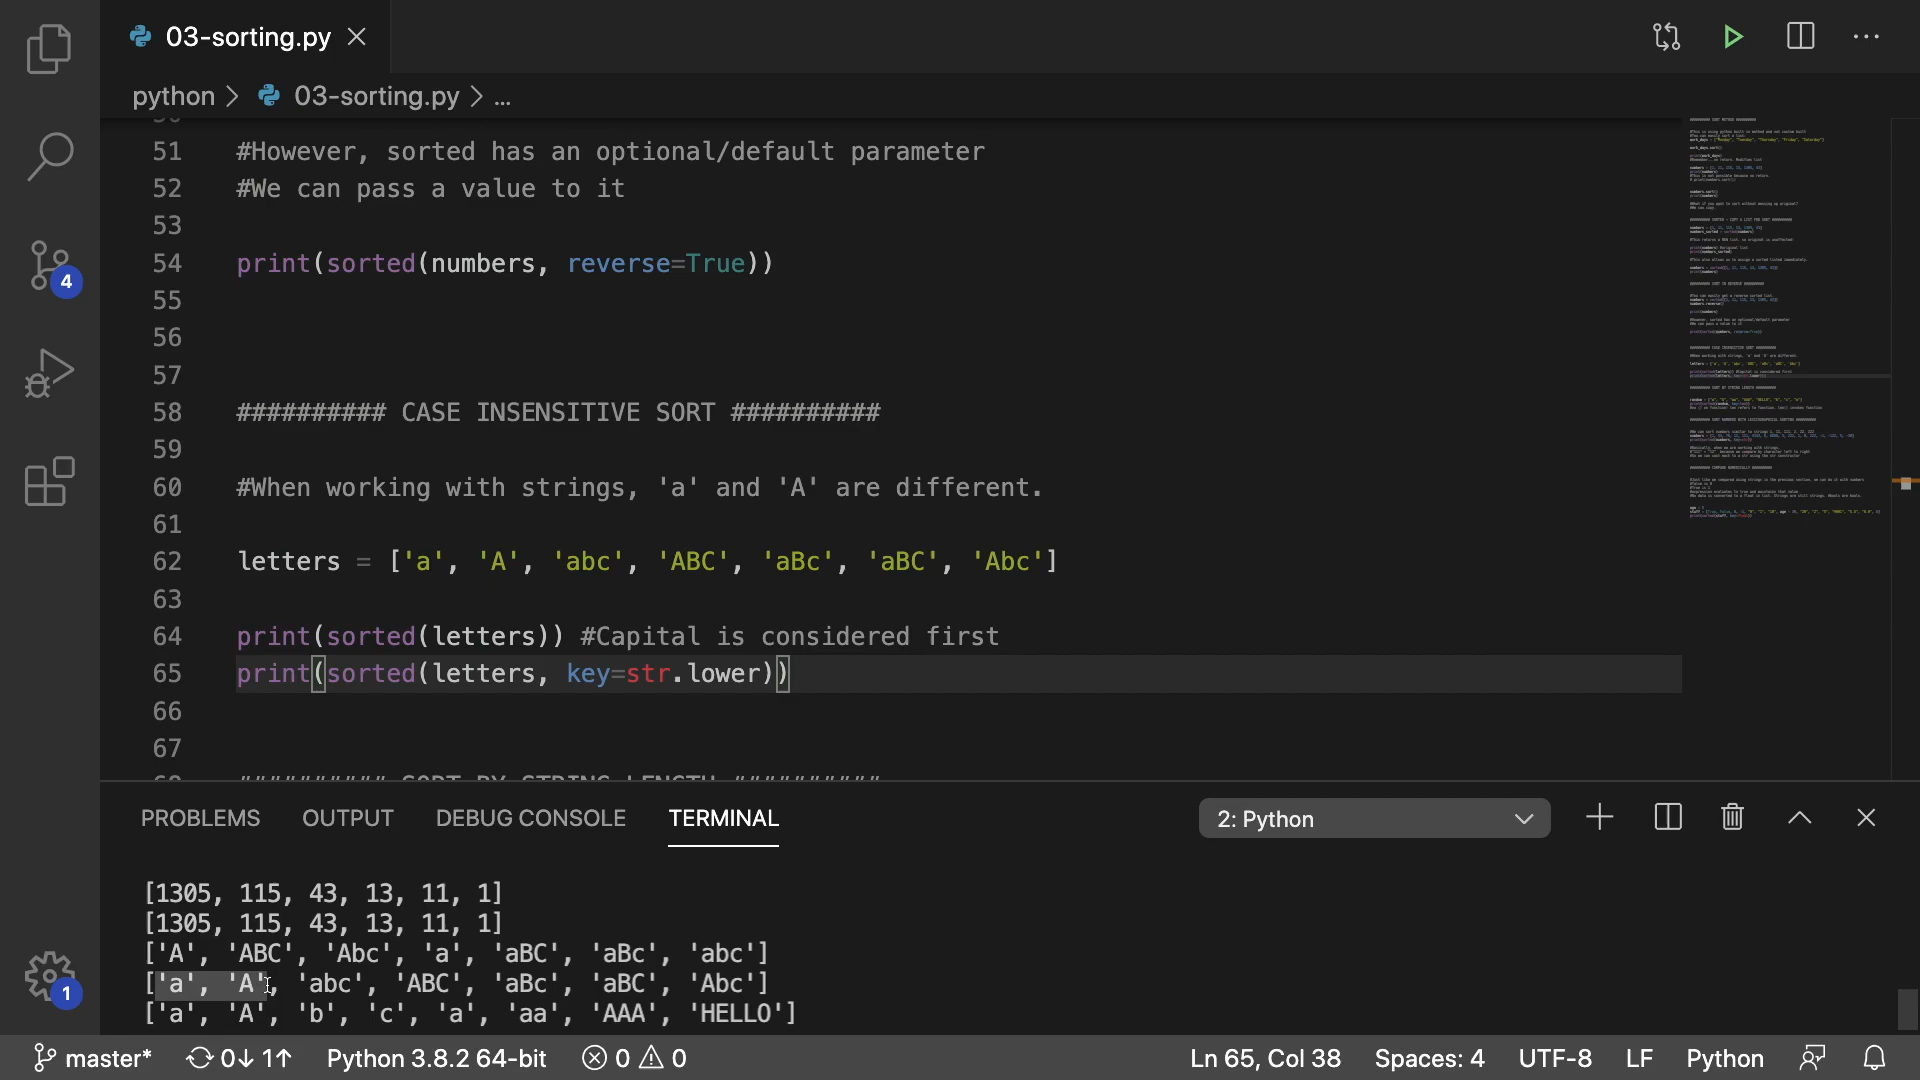 03-sorting.py
python > 03-sorting.py > ...
51 #However, sorted has an optional/default parameter
52 #We can pass a value to it
53
54 print(sorted(numbers, reverse=True))
55
56
57
58 ########## CASE INSENSITIVE SORT ##########
59
60 #When working with strings, 'a' and 'A' are different.
61
62 letters = ['a', 'A', 'abc', 'ABC', 'aBc', 'aBC', 'Abc']
63
64 print(sorted(letters)) #Capital is considered first
65 print(sorted(letters, key=str.lower))
66
67
########## SORT BY STRING LENGTH ##########
4
PROBLEMS OUTPUT DEBUG CONSOLE TERMINAL 2: Python
[1305, 115, 43, 13, 11, 1]
[1305, 115, 43, 13, 11, 1]
['A', 'ABC', 'Abc', 'a', 'aBC', 'aBc', 'abc']
['a', 'A', 'abc', 'ABC', 'aBc', 'aBC', 'Abc']
['a', 'A', 'b', 'c', 'a', 'aa', 'AAA', 'HELLO']
1
master* 0↓ 1↑ Python 3.8.2 64-bit 0 0 Ln 65, Col 38 Spaces: 4 UTF-8 LF Python